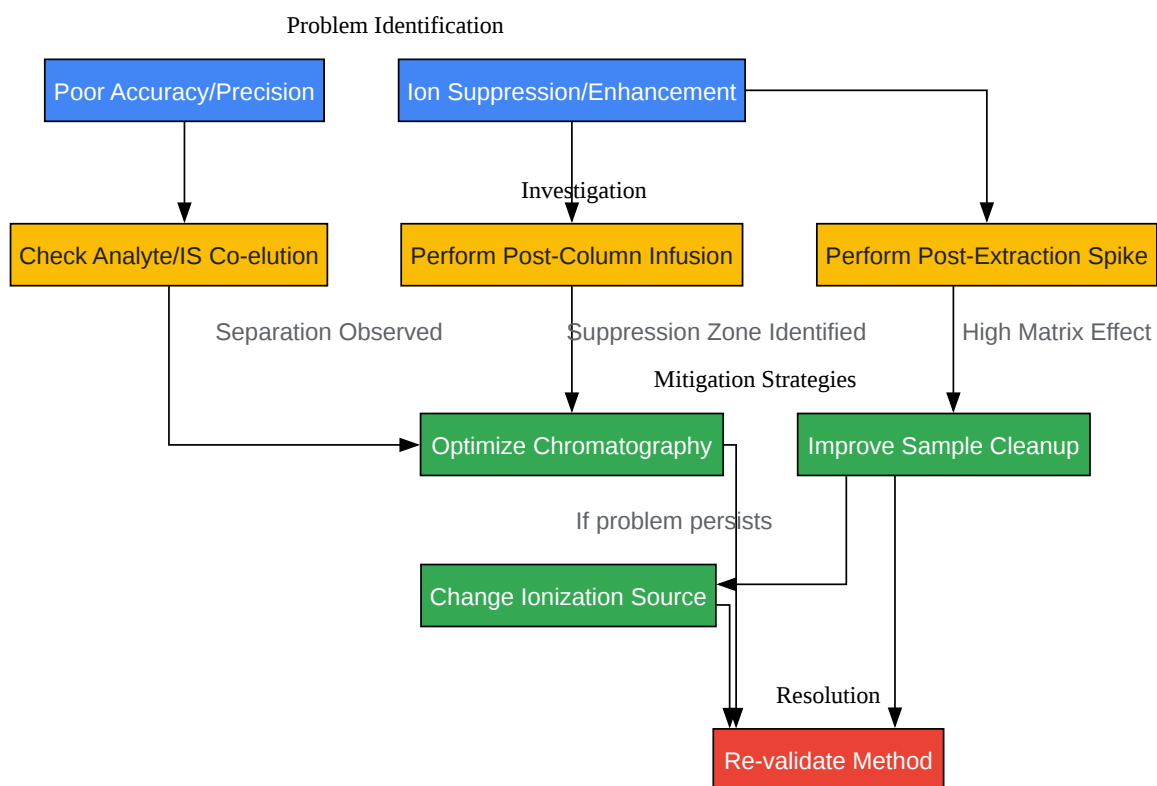 Problem Identification
Poor Accuracy/Precision
Ion Suppression/Enhancement
Investigation
Check Analyte/IS Co-elution
Perform Post-Column Infusion
Perform Post-Extraction Spike
Separation Observed
Suppression Zone Identified
High Matrix Effect
Mitigation Strategies
Optimize Chromatography
Improve Sample Cleanup
If problem persists
Change Ionization Source
Resolution
Re-validate Method